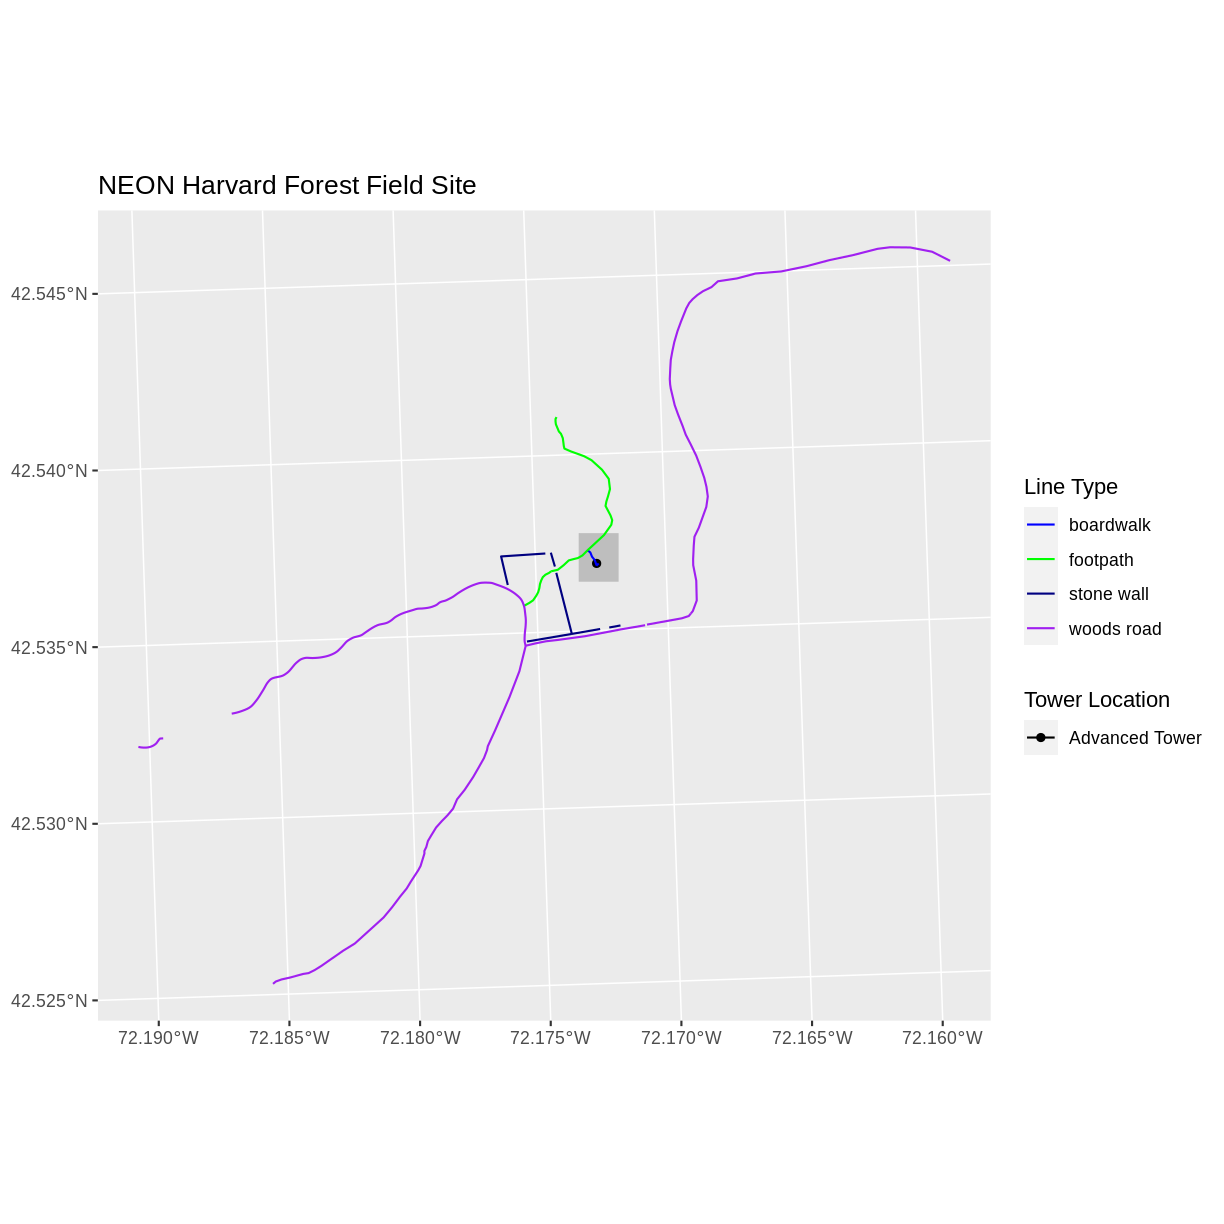 NEON Harvard Forest Field Site
42.545°N
42.540°N
42.535°N
42.530°N
42.525°N
72.190°W 72.185°W 72.180°W 72.175°W 72.170°W 72.165°W 72.160°W
Line Type
boardwalk
footpath
stone wall
woods road
Tower Location
Advanced Tower